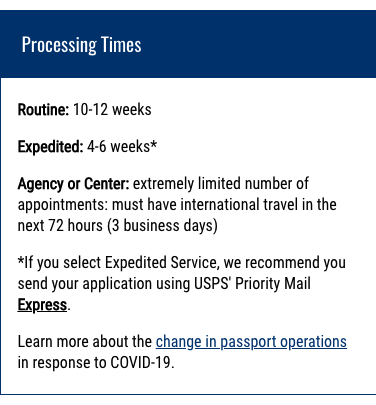 Processing Times
Routine: 10-12 weeks
Expedited: 4-6 weeks*
Agency or Center: extremely limited number of
appointments: must have international travel in the
next 72 hours (3 business days)
*If you select Expedited Service, we recommend you
send your application using USPS' Priority Mail
Express.
Learn more about the change in passport operations
in response to COVID-19.